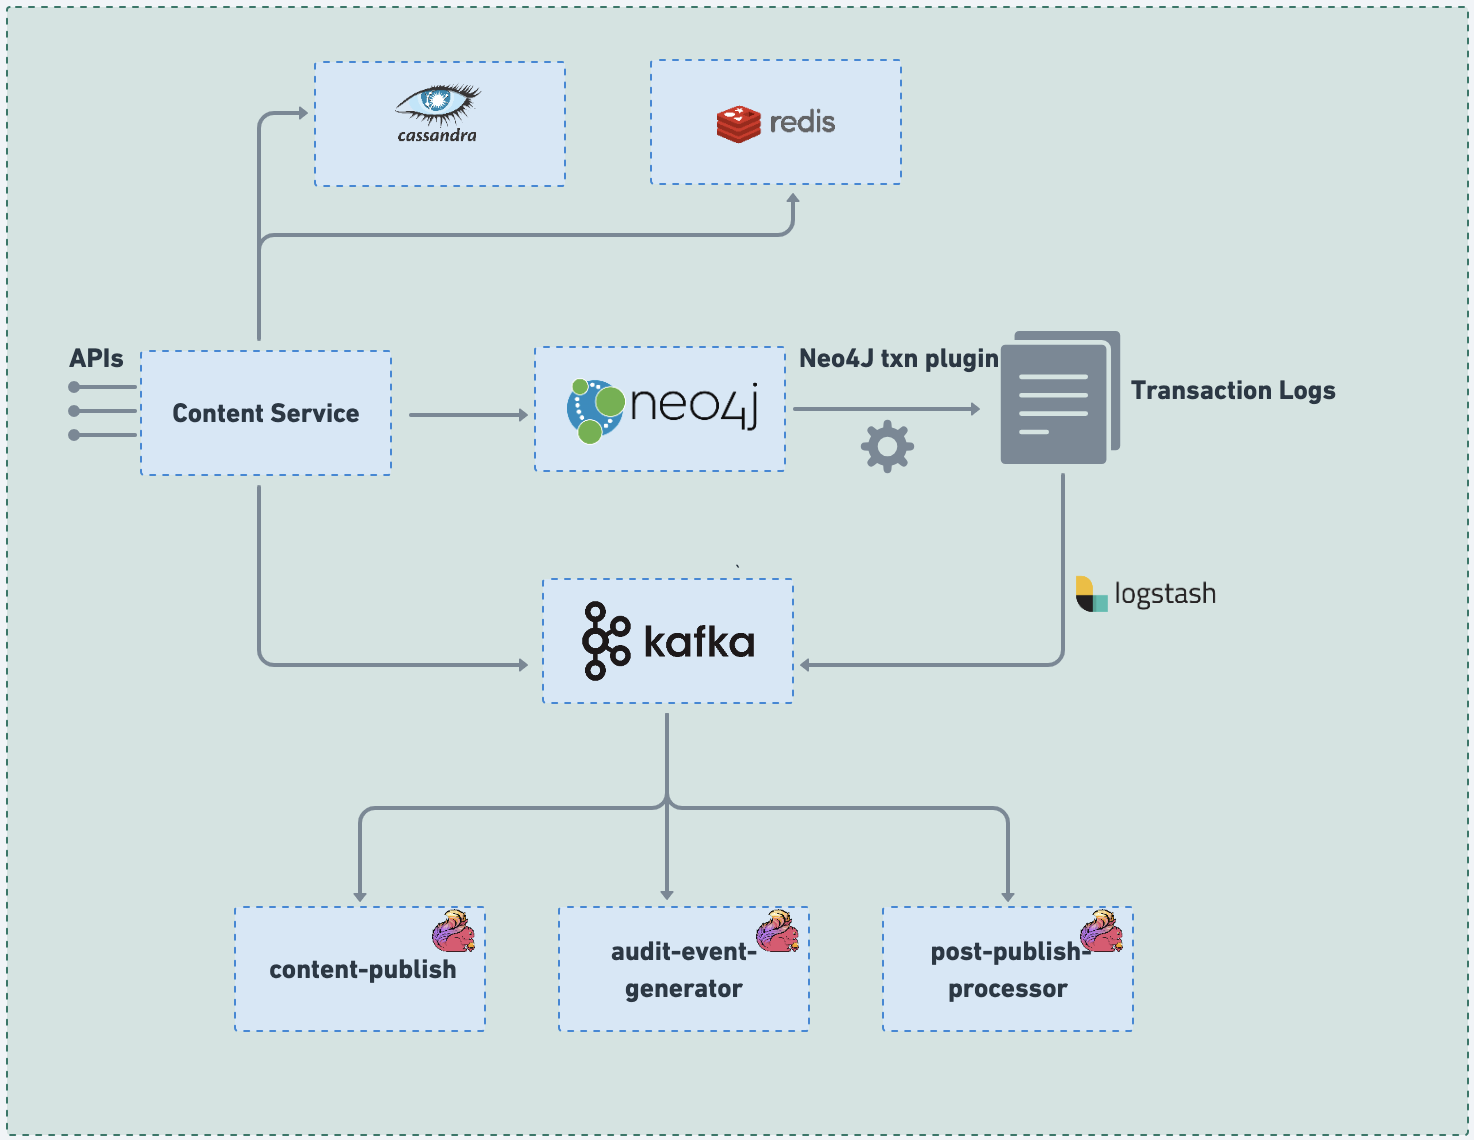 cassandra
redis
APIs
Content Service
neo4j
Neo4J txn plugin
Transaction Logs
logstash
kafka
content-publish
audit-event-
generator
post-publish-
processor